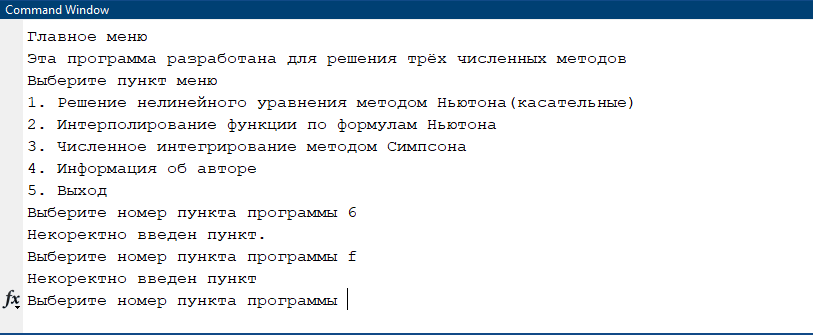 Command Window
Главное меню
Эта программа разработана для решения трёх численных методов
Выберите пункт меню
1. Решение нелинейного уравнения методом Ньютона(касательные)
2. Интерполирование функции по формулам Ньютона
3. Численное интегрирование методом Симпсона
4. Информация об авторе
5. Выход
Выберите номер пункта программы 6
Некоректно введен пункт.
Выберите номер пункта программы f
Некоректно введен пункт
fx Выберите номер пункта программы